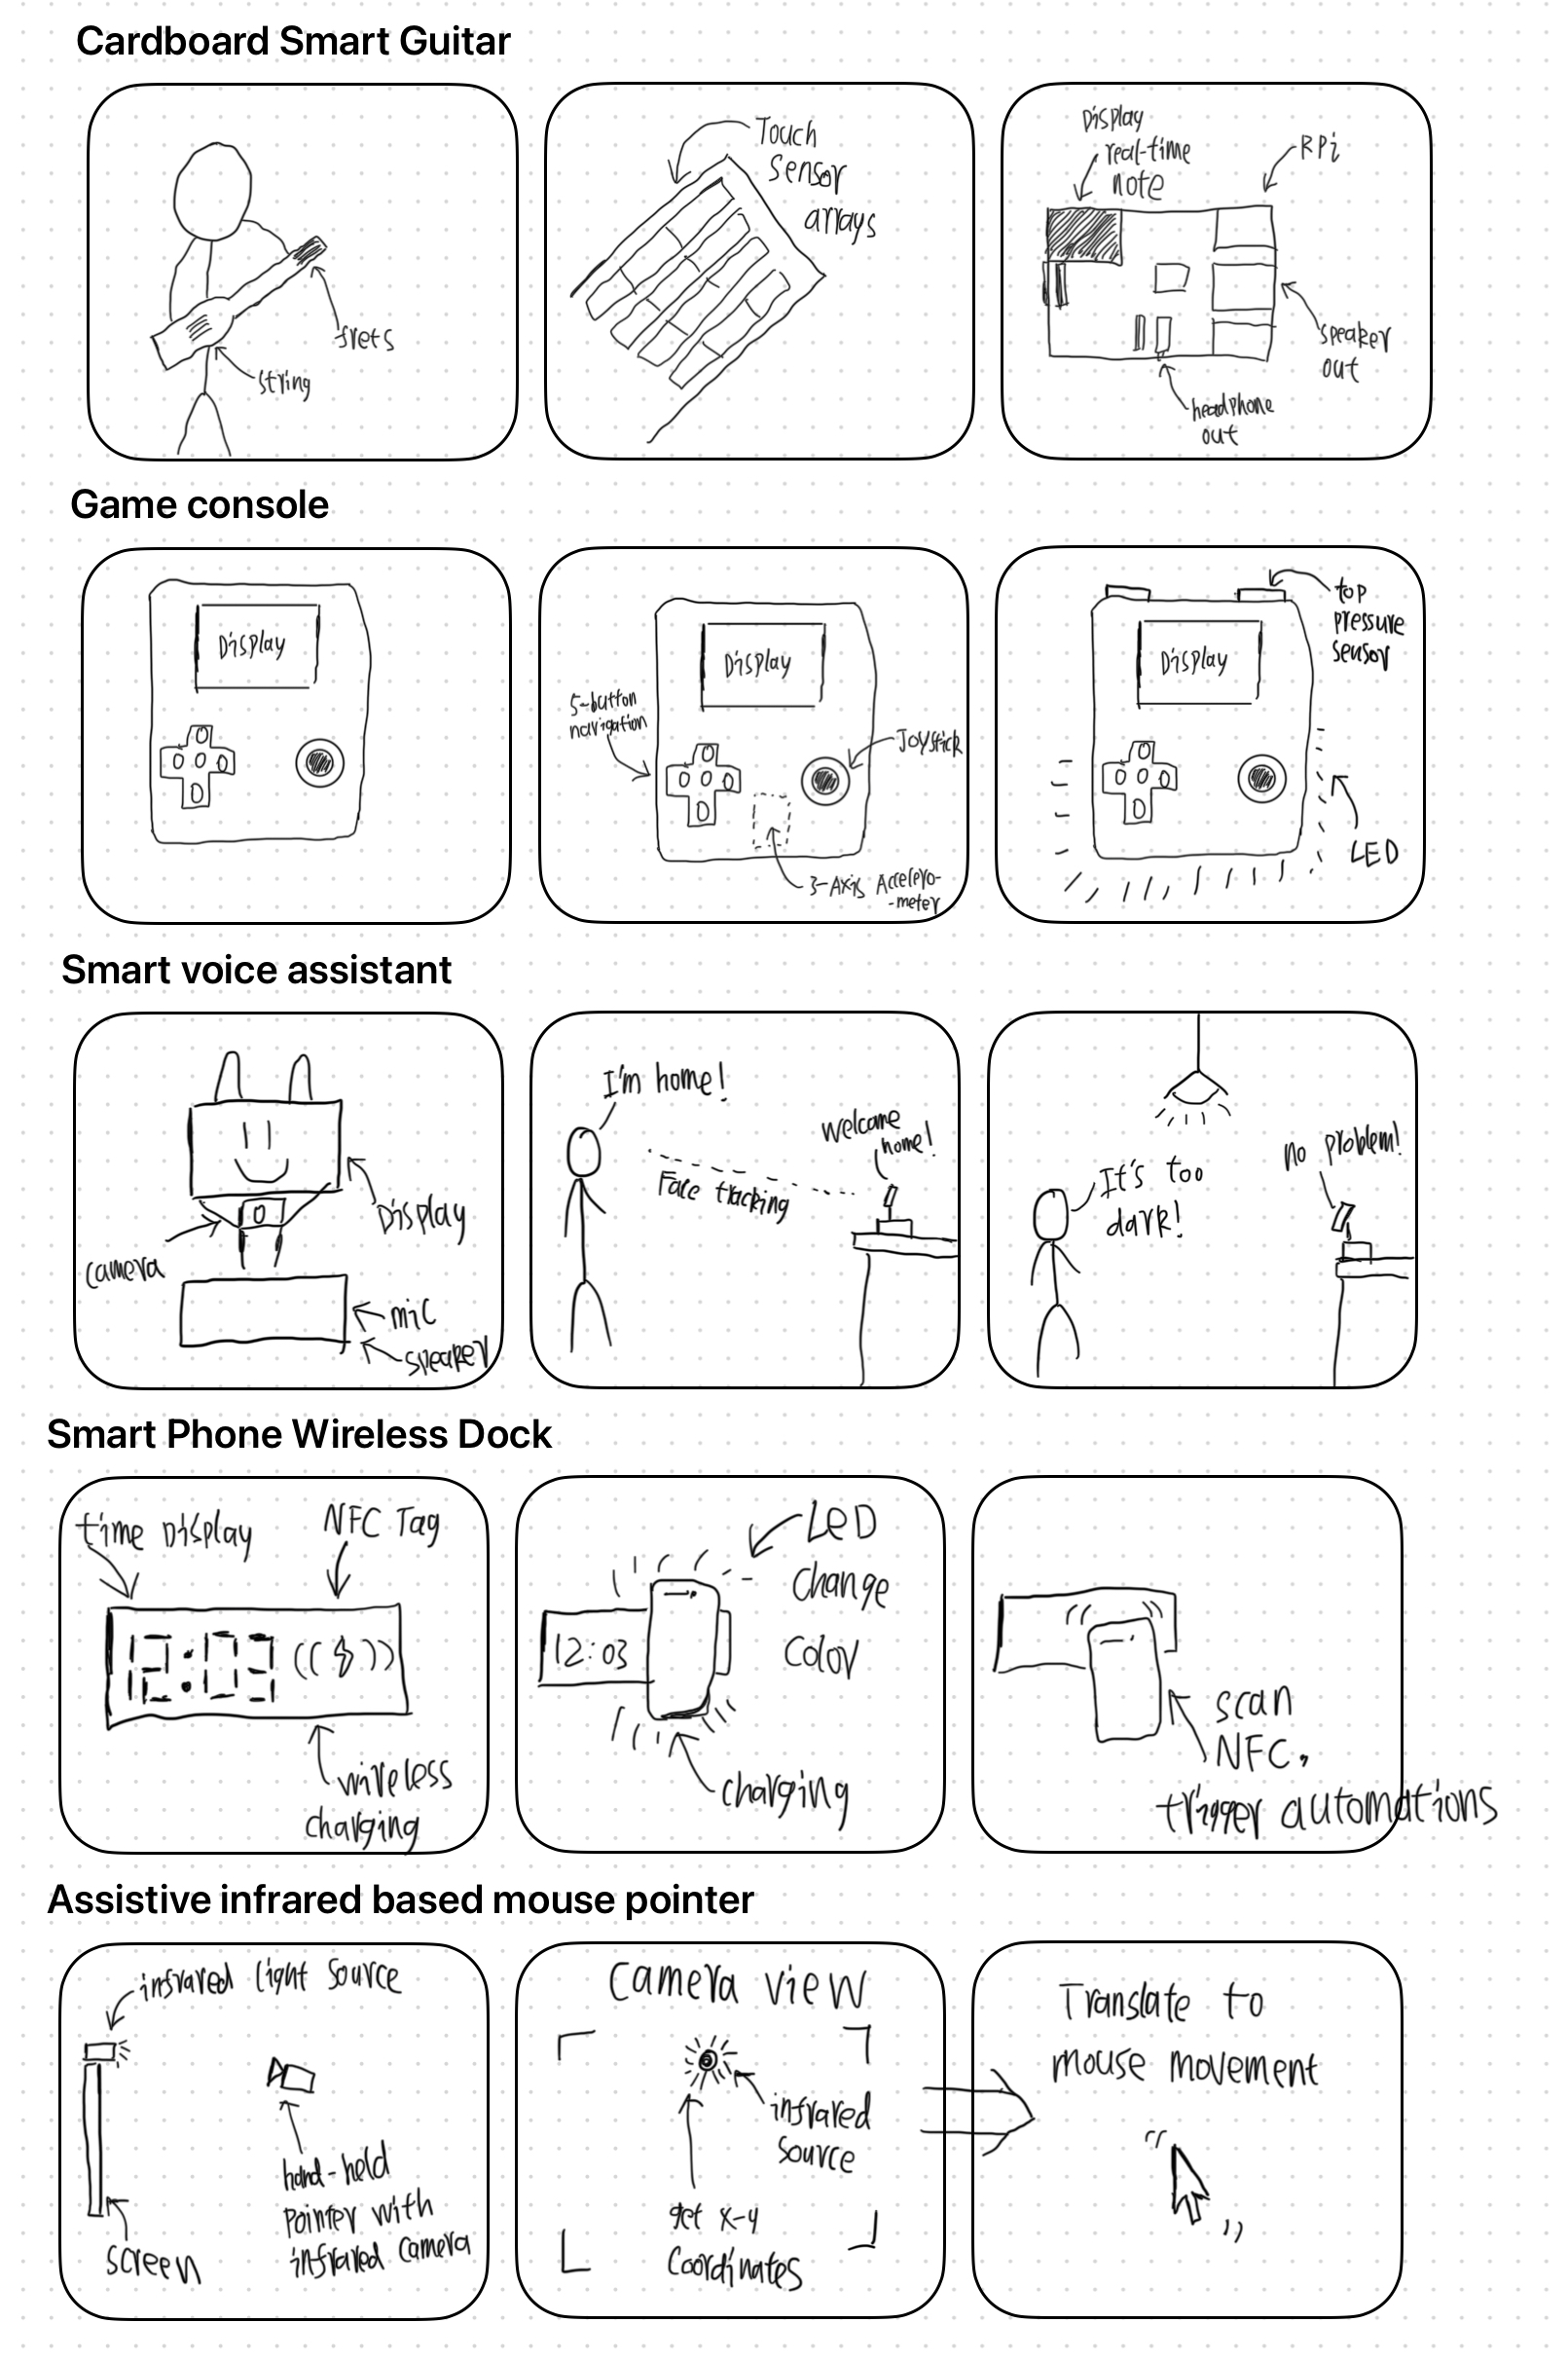 Cardboard Smart Guitar
frets
string
Touch
sensor
arrays
Display
real-time
note
RPi
speaker
out
headphone
out
Game console
Display
5-button
navigation
Display
Joystick
3-Axis Accelero-
-meter
top
pressure
sensor
Display
LED
Smart voice assistant
Display
camera
mic
speaker
I'm home!
welcome
home!
Face tracking
It's too
dark!
no problem!
Smart Phone Wireless Dock
time Display
NFC Tag
12:03
wireless
charging
LED
change
color
12:03
charging
scan
NFC,
trigger automations
Assistive infrared based mouse pointer
infrared light source
hand-held
pointer with
infrared camera
screen
Camera view
infrared
source
get x-y
coordinates
Translate to
mouse movement